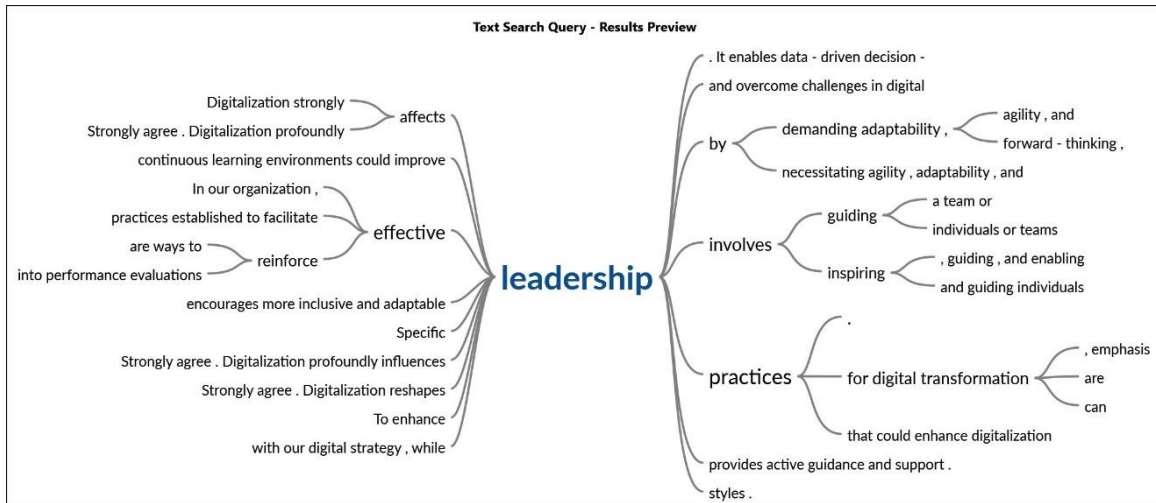 Text Search Query - Results Preview
Digitalization strongly
Strongly agree . Digitalization profoundly
affects
continuous learning environments could improve
In our organization ,
practices established to facilitate
are ways to
into performance evaluations
reinforce
effective
encourages more inclusive and adaptable
Specific
Strongly agree . Digitalization profoundly influences
Strongly agree . Digitalization reshapes
To enhance
with our digital strategy , while
leadership
. It enables data - driven decision -
and overcome challenges in digital
by
demanding adaptability ,
agility , and
forward - thinking ,
necessitating agility , adaptability , and
involves
guiding
a team or
individuals or teams
inspiring
, guiding , and enabling
and guiding individuals
practices
.
for digital transformation
, emphasis
are
can
that could enhance digitalization
provides active guidance and support .
styles .